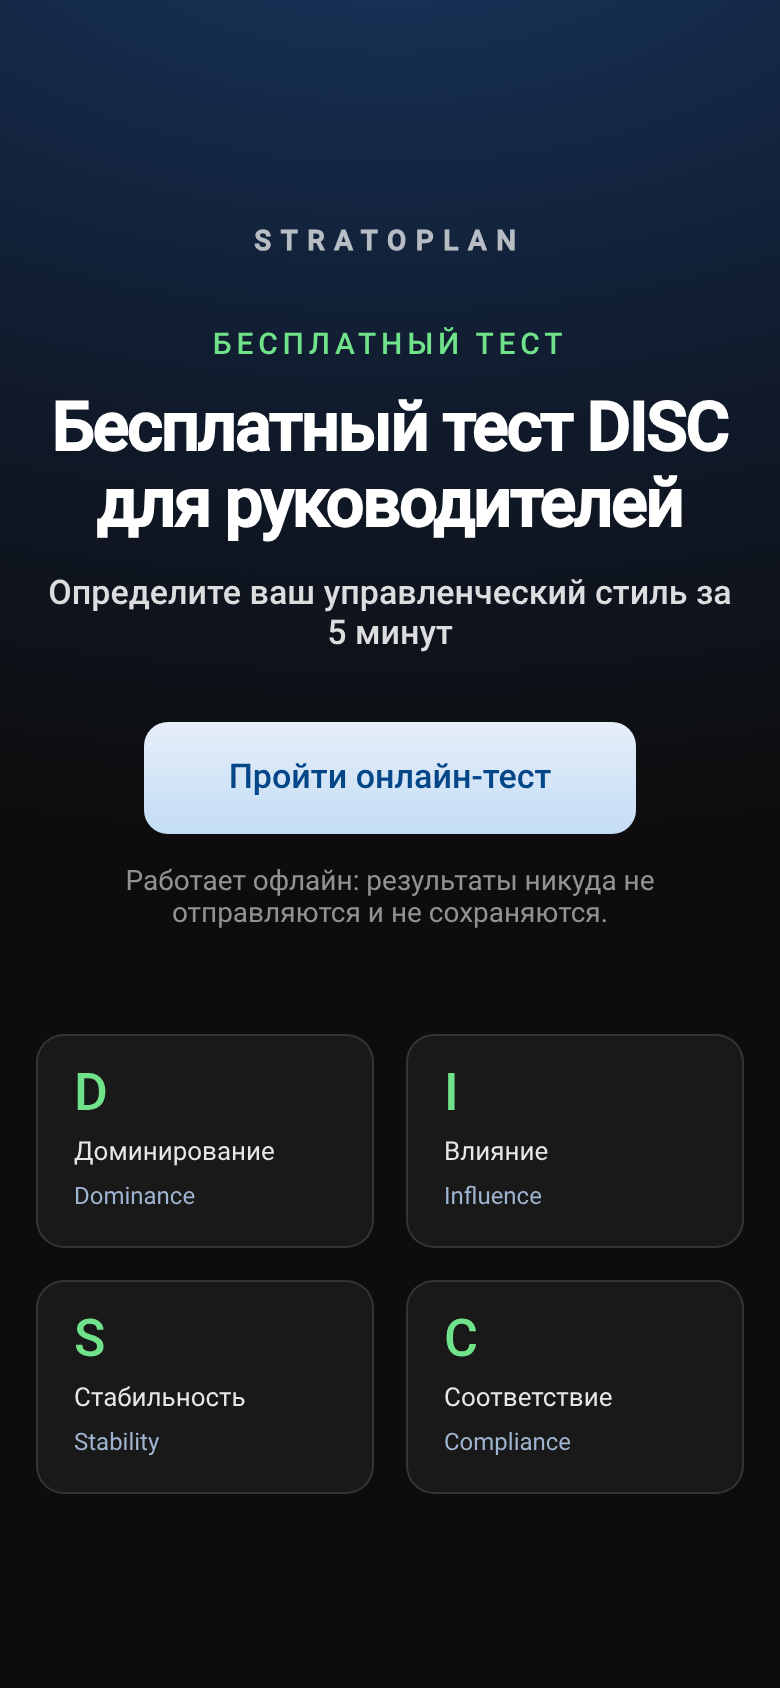 STRATOPLAN
БЕСПЛАТНЫЙ ТЕСТ
Бесплатный тест DISC
для руководителей
Определите ваш управленческий стиль за
5 минут
Пройти онлайн-тест
Работает офлайн: результаты никуда не
отправляются и не сохраняются.
D
Доминирование
Dominance
I
Влияние
Influence
S
Стабильность
Stability
C
Соответствие
Compliance